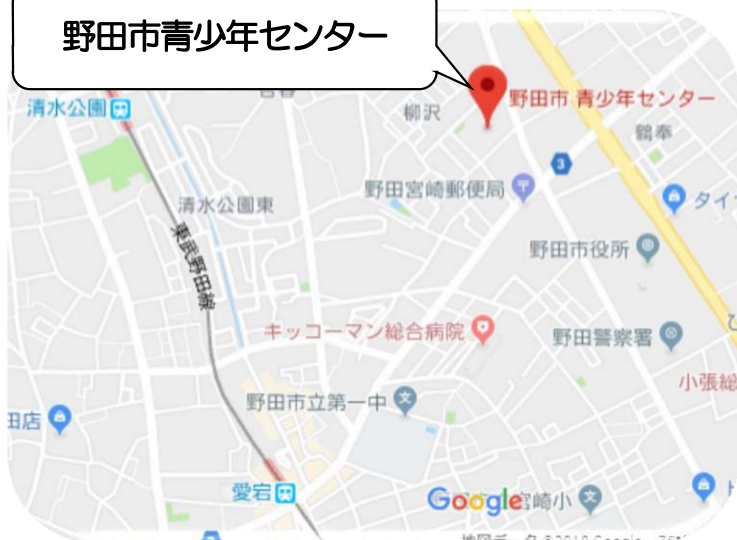 野田市青少年センター
清水公園
柳沢
野田市 青少年センター
鶴奉
3
野田宮崎郵便局
清水公園東
タイ
東武野田線
野田市役所
キッコーマン総合病院
野田警察署
小張総
田店
野田市立第一中
愛宕
Google
宮崎小